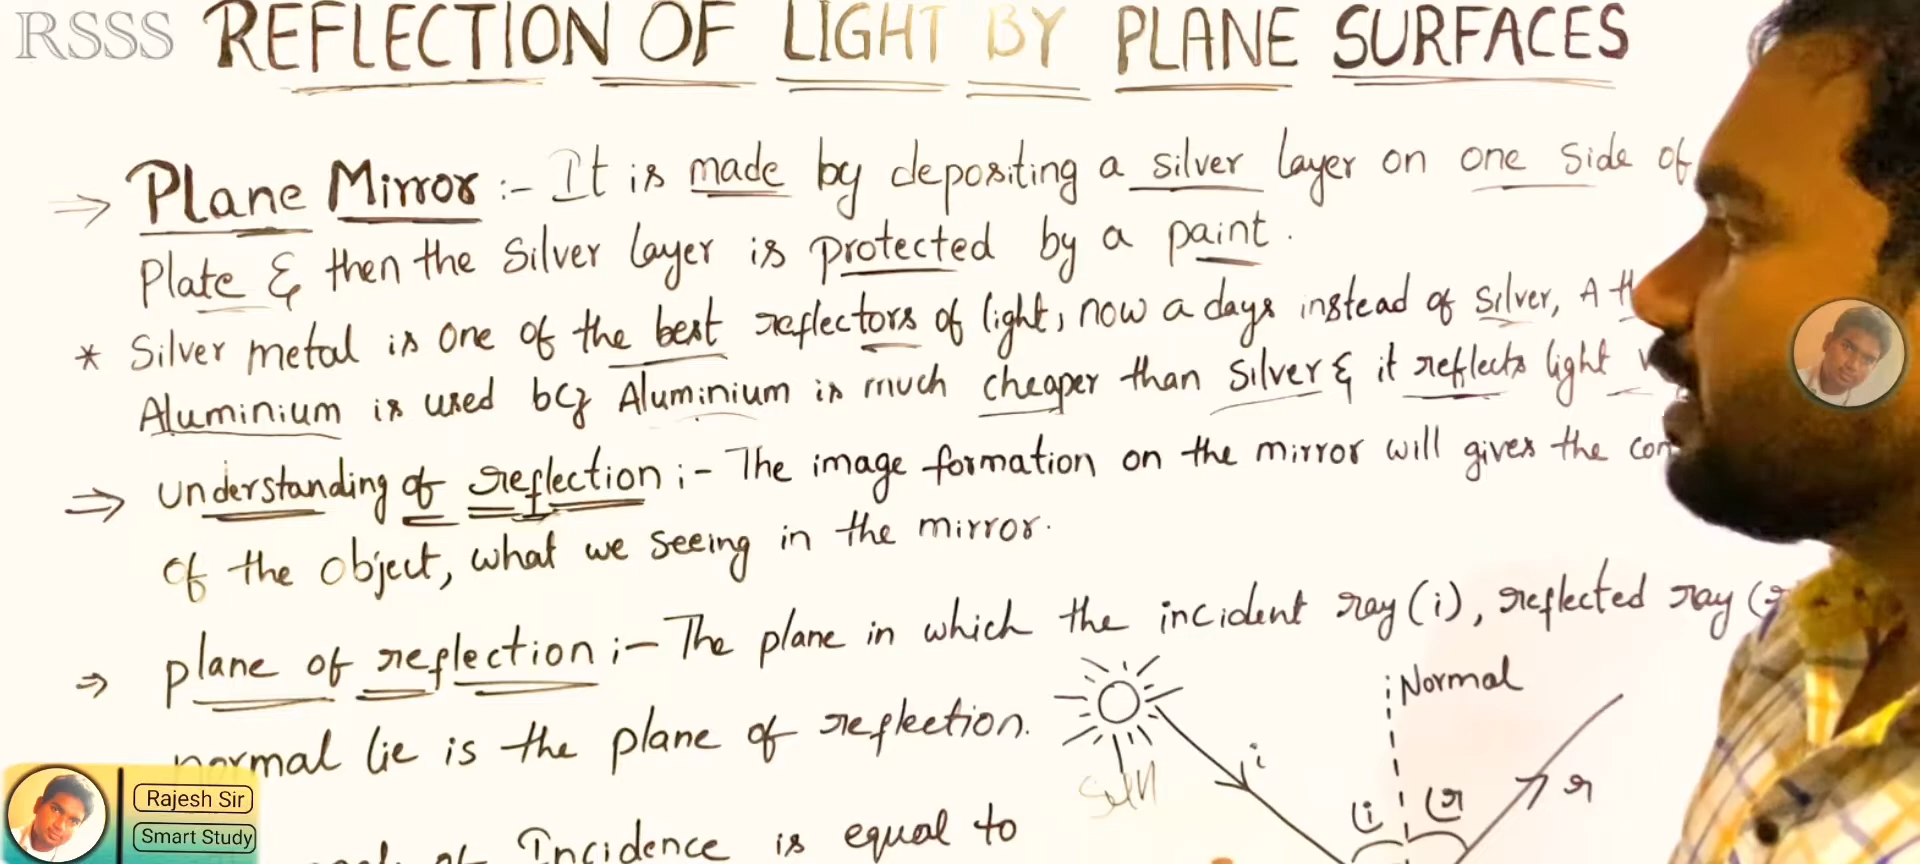 RSSS
REFLECTION OF LIGHT BY PLANE SURFACES
⇒ Plane Mirror :- It is made by depositing a silver layer on one side of
Plate & then the silver layer is protected by a paint.
* Silver metal is one of the best reflectors of light, now a days instead of silver, A
Aluminium is used bcz Aluminium is much cheaper than silver & it reflects light
⇒ understanding of reflection :- The image formation on the mirror will gives the
of the object, what we seeing in the mirror.
⇒ plane of reflection :- The plane in which the incident ray (i), reflected ray (r
normal lie is the plane of reflection.
Normal
i
Sun
r
(i (r
of Incidence is equal to
Rajesh Sir
Smart Study